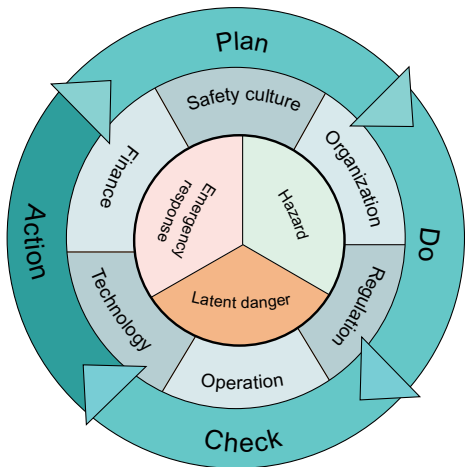 Plan
Safety culture
Finance
Organization
Emergency
response
Hazard
Action
Do
Technology
Regulation
Latent danger
Operation
Check